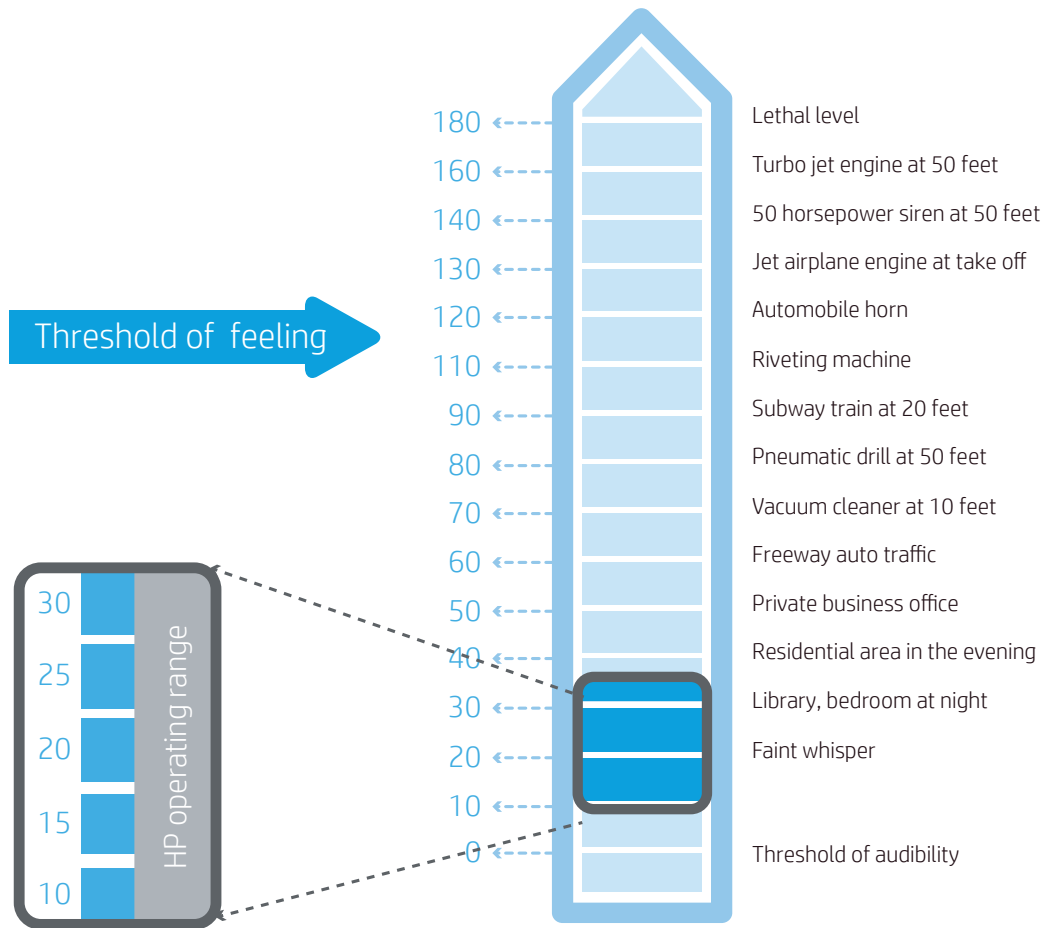 180 Lethal level
160 Turbo jet engine at 50 feet
140 50 horsepower siren at 50 feet
130 Jet airplane engine at take off
120 Automobile horn
Threshold of feeling
110 Riveting machine
90 Subway train at 20 feet
80 Pneumatic drill at 50 feet
70 Vacuum cleaner at 10 feet
60 Freeway auto traffic
50 Private business office
40 Residential area in the evening
30 Library, bedroom at night
20 Faint whisper
10
0 Threshold of audibility
30
25
20
15
10
HP operating range